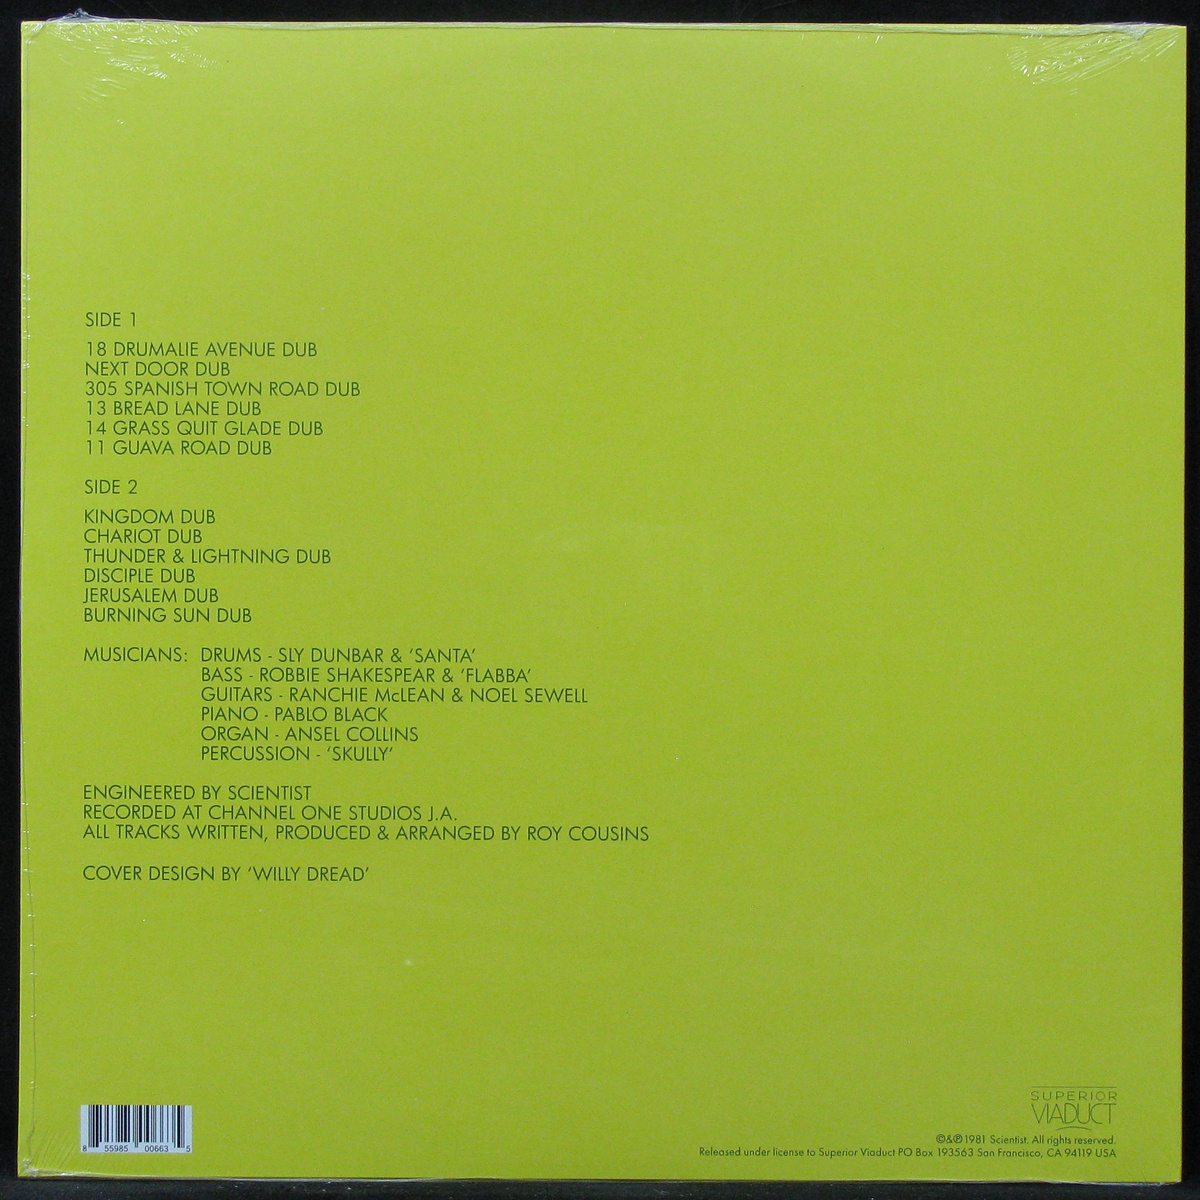 SIDE 1
18 DRUMALIE AVENUE DUB
NEXT DOOR DUB
305 SPANISH TOWN ROAD DUB
13 BREAD LANE DUB
14 GRASS QUIT GLADE DUB
11 GUAVA ROAD DUB
SIDE 2
KINGDOM DUB
CHARIOT DUB
THUNDER & LIGHTNING DUB
DISCIPLE DUB
JERUSALEM DUB
BURNING SUN DUB
MUSICIANS: DRUMS - SLY DUNBAR & ‘SANTA’
BASS - ROBBIE SHAKESPEAR & ‘FLABBA’
GUITARS - RANCHIE McLEAN & NOEL SEWELL
PIANO - PABLO BLACK
ORGAN - ANSEL COLLINS
PERCUSSION - ‘SKULLY’
ENGINEERED BY SCIENTIST
RECORDED AT CHANNEL ONE STUDIOS J.A.
ALL TRACKS WRITTEN, PRODUCED & ARRANGED BY ROY COUSINS
COVER DESIGN BY ‘WILLY DREAD’
8 55985 00663 5
SUPERIOR
VIADUCT
©&℗1981 Scientist. All rights reserved.
Released under license to Superior Viaduct PO Box 193563 San Francisco, CA 94119 USA